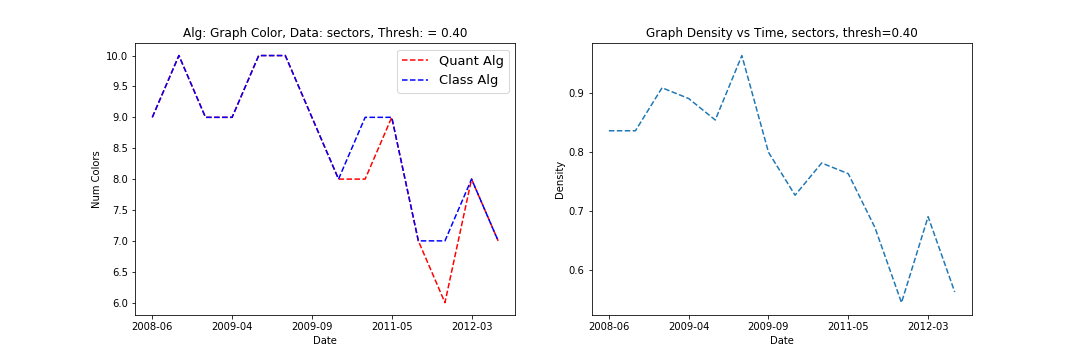 Alg: Graph Color, Data: sectors, Thresh: = 0.40
Quant Alg
Class Alg
Num Colors
10.0
9.5
9.0
8.5
8.0
7.5
7.0
6.5
6.0
2008-06 2009-04 2009-09 2011-05 2012-03
Date
Graph Density vs Time, sectors, thresh=0.40
Density
0.9
0.8
0.7
0.6
2008-06 2009-04 2009-09 2011-05 2012-03
Date